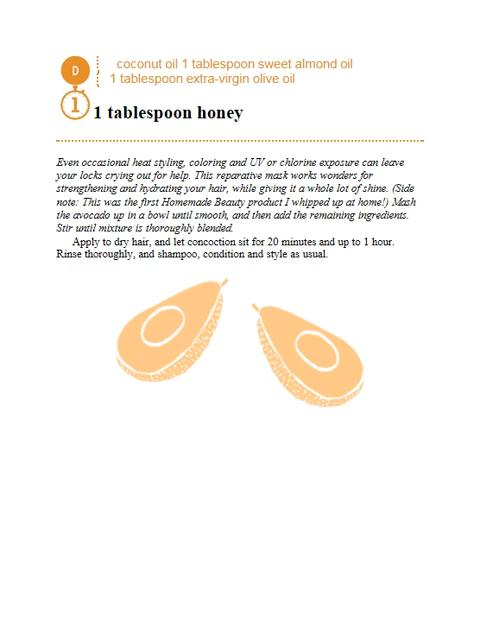 D
coconut oil 1 tablespoon sweet almond oil
1 tablespoon extra-virgin olive oil
1
1 tablespoon honey
Even occasional heat styling, coloring and UV or chlorine exposure can leave
your locks crying out for help. This reparative mask works wonders for
strengthening and hydrating your hair, while giving it a whole lot of shine. (Side
note: This was the first Homemade Beauty product I whipped up at home!) Mash
the avocado up in a bowl until smooth, and then add the remaining ingredients.
Stir until mixture is thoroughly blended.
Apply to dry hair, and let concoction sit for 20 minutes and up to 1 hour.
Rinse thoroughly, and shampoo, condition and style as usual.